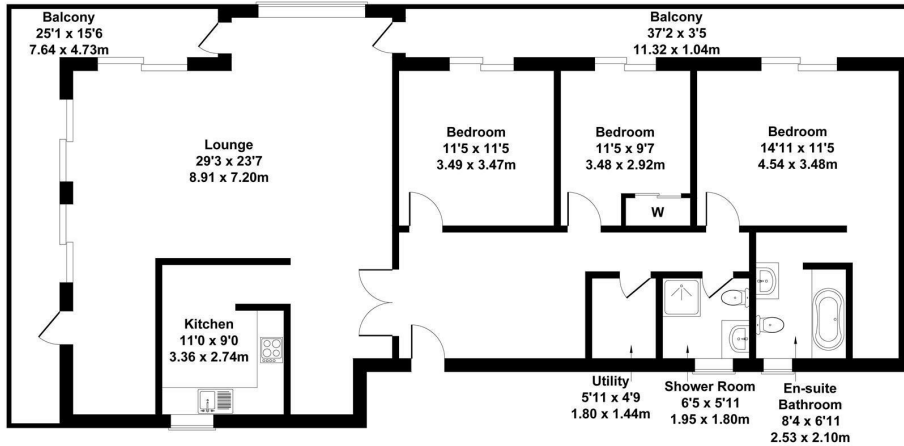 Balcony
25'1 x 15'6
7.64 x 4.73m
Balcony
37'2 x 3'5
11.32 x 1.04m
Lounge
29'3 x 23'7
8.91 x 7.20m
Bedroom
11'5 x 11'5
3.49 x 3.47m
Bedroom
11'5 x 9'7
3.48 x 2.92m
Bedroom
14'11 x 11'5
4.54 x 3.48m
W
Kitchen
11'0 x 9'0
3.36 x 2.74m
Utility
5'11 x 4'9
1.80 x 1.44m
Shower Room
6'5 x 5'11
1.95 x 1.80m
En-suite
Bathroom
8'4 x 6'11
2.53 x 2.10m